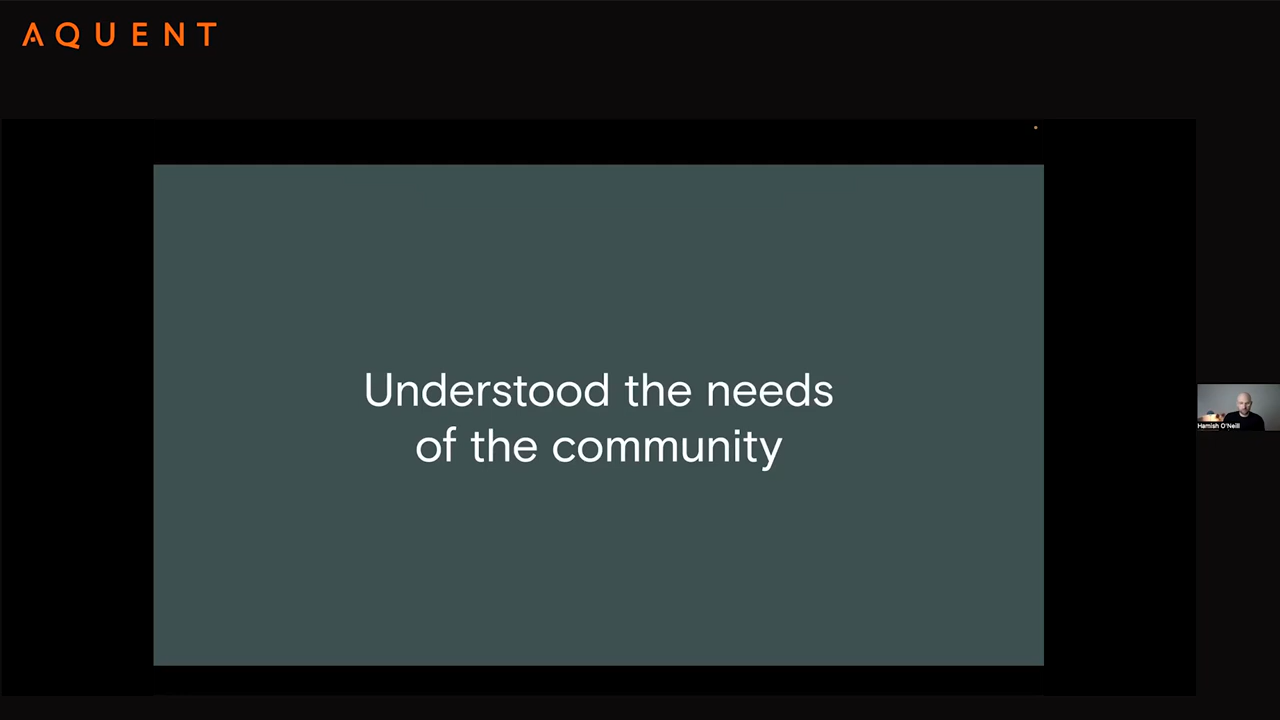 AQUENT
Understood the needs
of the community
Hamish O'Neill